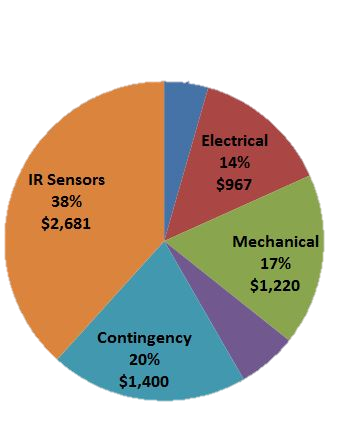 Electrical
14%
$967
IR Sensors
38%
$2,681
Mechanical
17%
$1,220
Contingency
20%
$1,400